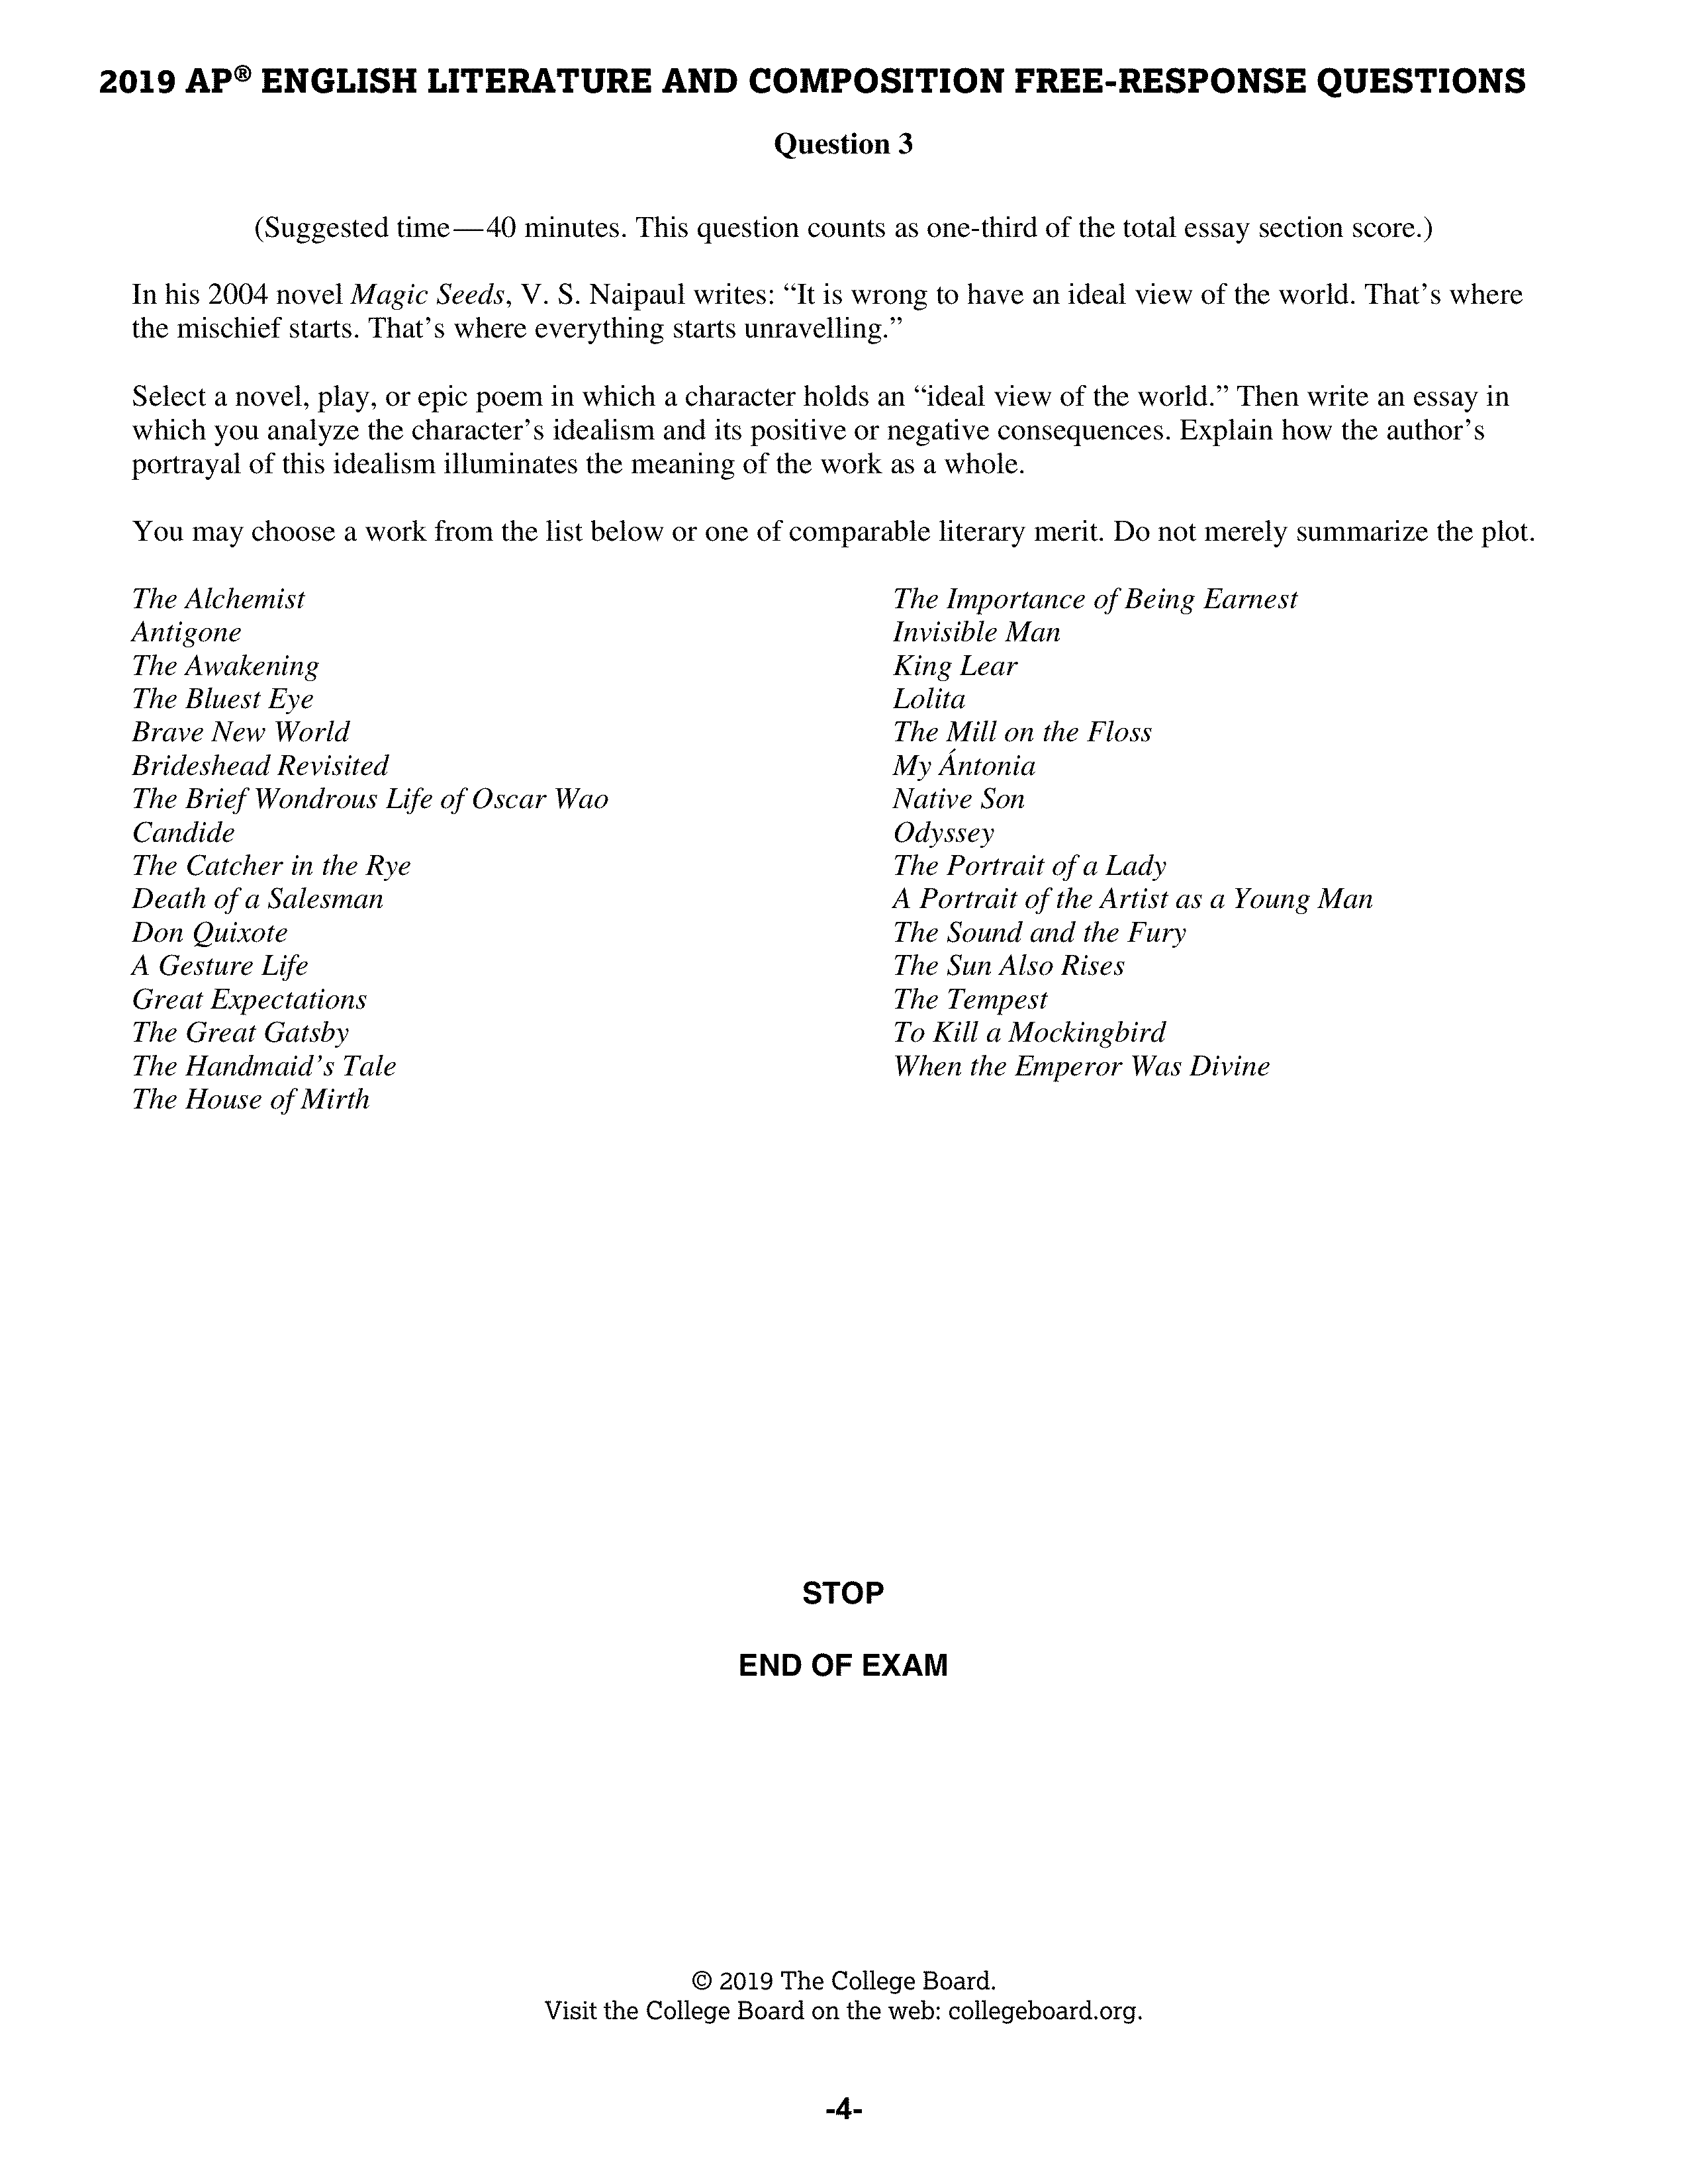 2019 AP® ENGLISH LITERATURE AND COMPOSITION FREE-RESPONSE QUESTIONS
Question 3
(Suggested time—40 minutes. This question counts as one-third of the total essay section score.)
In his 2004 novel Magic Seeds, V. S. Naipaul writes: “It is wrong to have an ideal view of the world. That’s where
the mischief starts. That’s where everything starts unravelling.”
Select a novel, play, or epic poem in which a character holds an “ideal view of the world.” Then write an essay in
which you analyze the character’s idealism and its positive or negative consequences. Explain how the author’s
portrayal of this idealism illuminates the meaning of the work as a whole.
You may choose a work from the list below or one of comparable literary merit. Do not merely summarize the plot.
The Alchemist
Antigone
The Awakening
The Bluest Eye
Brave New World
Brideshead Revisited
The Brief Wondrous Life of Oscar Wao
Candide
The Catcher in the Rye
Death of a Salesman
Don Quixote
A Gesture Life
Great Expectations
The Great Gatsby
The Handmaid’s Tale
The House of Mirth
The Importance of Being Earnest
Invisible Man
King Lear
Lolita
The Mill on the Floss
My Ántonia
Native Son
Odyssey
The Portrait of a Lady
A Portrait of the Artist as a Young Man
The Sound and the Fury
The Sun Also Rises
The Tempest
To Kill a Mockingbird
When the Emperor Was Divine
STOP
END OF EXAM
© 2019 The College Board.
Visit the College Board on the web: collegeboard.org.
-4-